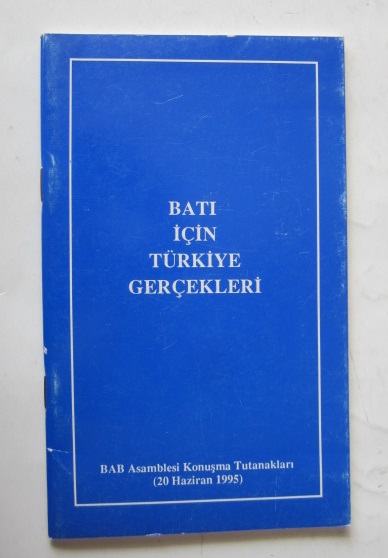 BATI
İÇİN
TÜRKİYE
GERÇEKLERİ
BAB Asamblesi Konuşma Tutanakları
(20 Haziran 1995)